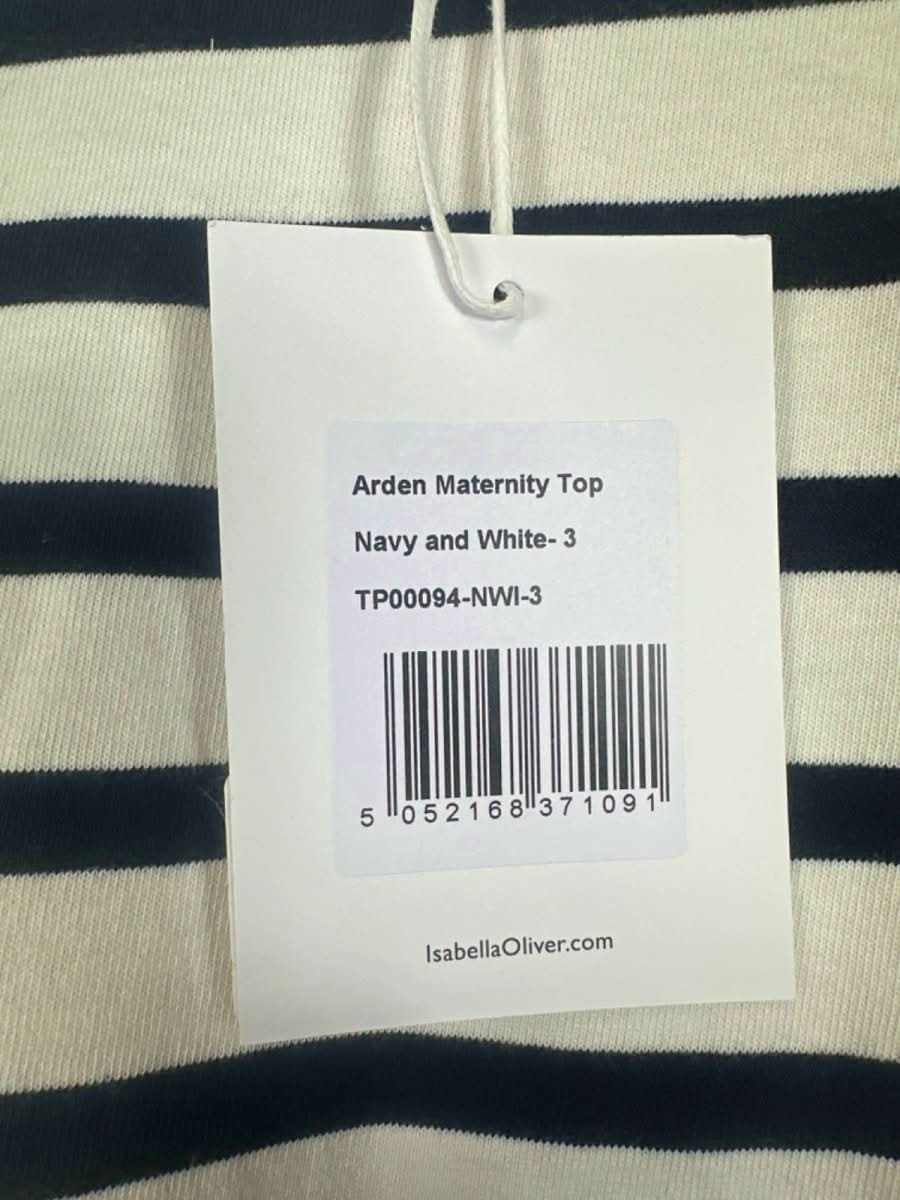 Arden Maternity Top
Navy and White- 3
TP00094-NWI-3
5 052168 371091
IsabellaOliver.com